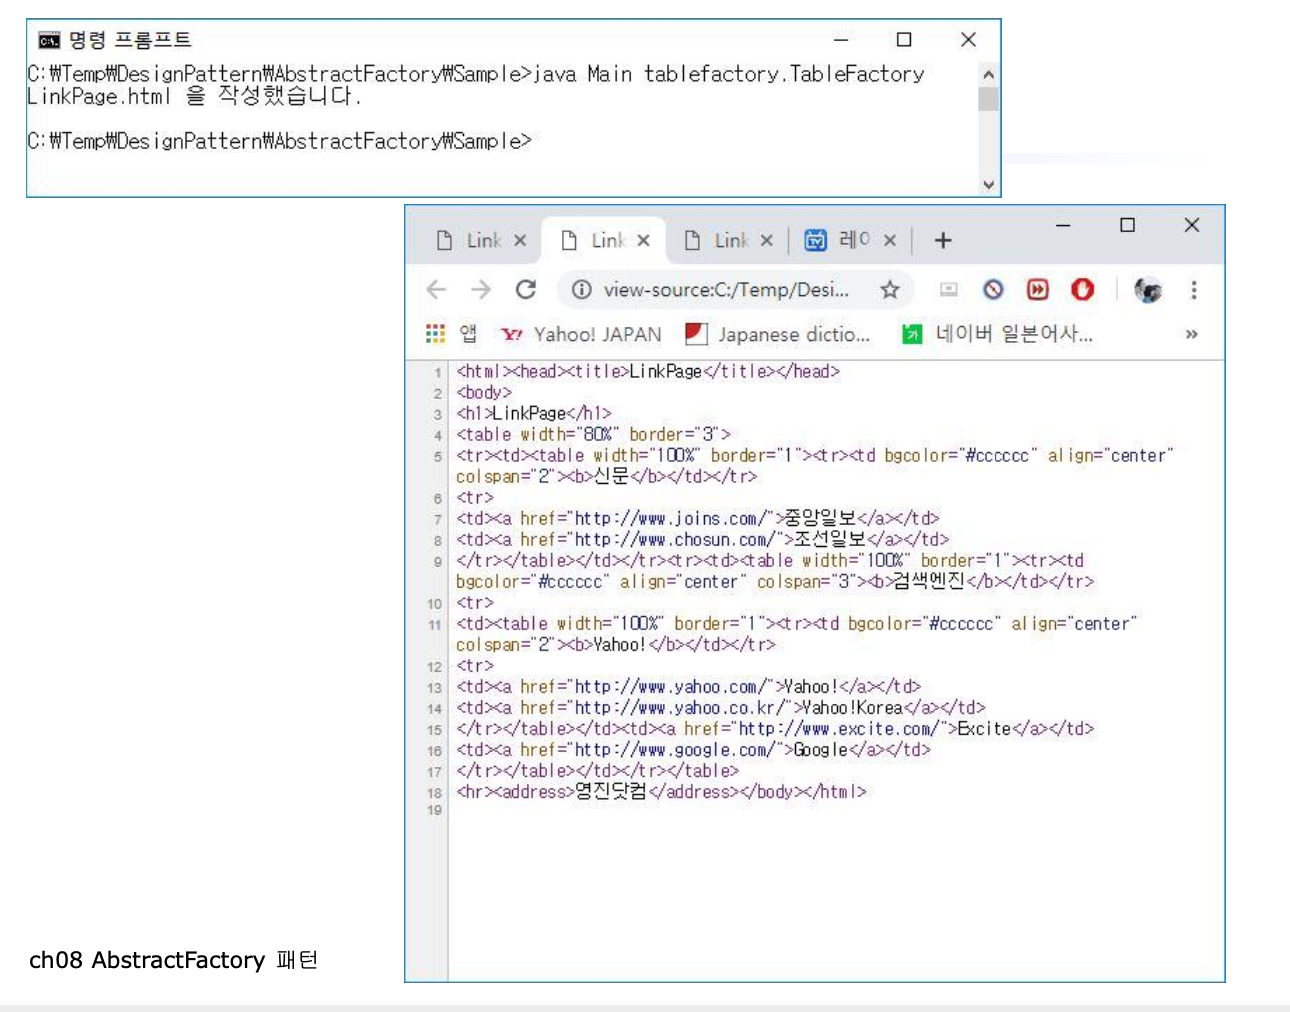 명령 프롬프트
C:₩Temp₩DesignPattern₩AbstractFactory₩Sample>java Main tablefactory.TableFactory
LinkPage.html 을 작성했습니다.
C:₩Temp₩DesignPattern₩AbstractFactory₩Sample>
Link Link Link 레이
view-source:C:/Temp/Desi...
앱 Yahoo! JAPAN Japanese dictio... 네이버 일본어사... »
1 <html><head><title>LinkPage</title></head>
2 <body>
3 <h1>LinkPage</h1>
4 <table width="80%" border="3">
5 <tr><td><table width="100%" border="1"><tr><td bgcolor="#cccccc" align="center"
colspan="2"><b>신문</b></td></tr>
6 <tr>
7 <td><a href="http://www.joins.com/">중앙일보</a></td>
8 <td><a href="http://www.chosun.com/">조선일보</a></td>
9 </tr></table></td></tr><tr><td><table width="100%" border="1"><tr><td
bgcolor="#cccccc" align="center" colspan="3"><b>검색엔진</b></td></tr>
10 <tr>
11 <td><table width="100%" border="1"><tr><td bgcolor="#cccccc" align="center"
colspan="2"><b>Yahoo!</b></td></tr>
12 <tr>
13 <td><a href="http://www.yahoo.com/">Yahoo!</a></td>
14 <td><a href="http://www.yahoo.co.kr/">Yahoo!Korea</a></td>
15 </tr></table></td><td><a href="http://www.excite.com/">Excite</a></td>
16 <td><a href="http://www.google.com/">Google</a></td>
17 </tr></table></td></tr></table>
18 <hr><address>영진닷컴</address></body></html>
19
ch08 AbstractFactory 패턴